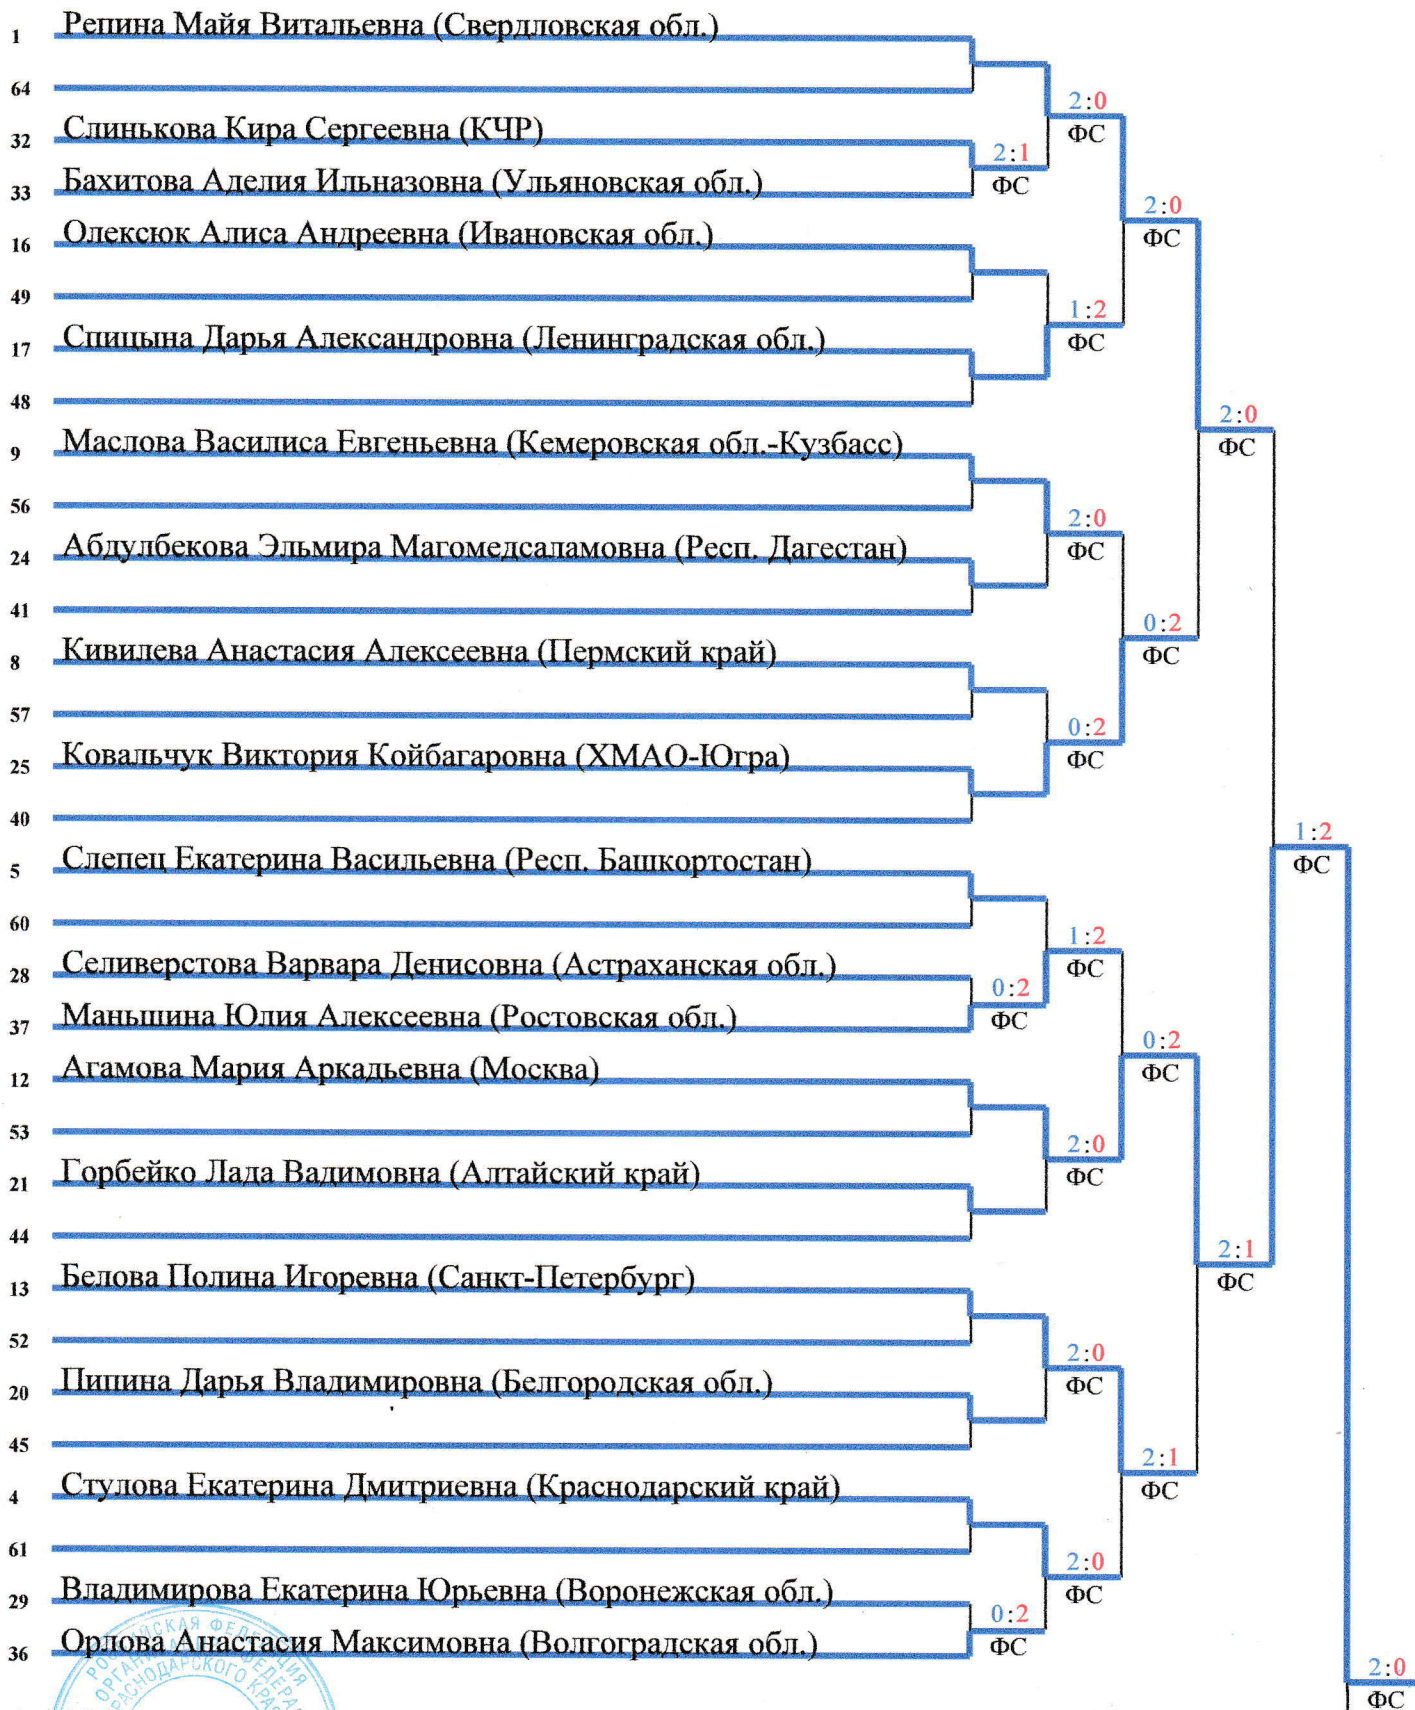 1 Репина Майя Витальевна (Свердловская обл.)
64
2:0
ФС
32 Слинькова Кира Сергеевна (КЧР)
2:1
ФС
33 Бахитова Аделия Ильназовна (Ульяновская обл.)
2:0
ФС
16 Олексюк Алиса Андреевна (Ивановская обл.)
49
1:2
ФС
17 Спицына Дарья Александровна (Ленинградская обл.)
48
2:0
ФС
9 Маслова Василиса Евгеньевна (Кемеровская обл.-Кузбасс)
56
2:0
ФС
24 Абдулбекова Эльмира Магомедсаламовна (Респ. Дагестан)
41
0:2
ФС
8 Кивилева Анастасия Алексеевна (Пермский край)
57
0:2
ФС
25 Ковальчук Виктория Койбагаровна (ХМАО-Югра)
40
1:2
ФС
5 Слепец Екатерина Васильевна (Респ. Башкортостан)
60
1:2
ФС
28 Селиверстова Варвара Денисовна (Астраханская обл.)
0:2
ФС
37 Маньшина Юлия Алексеевна (Ростовская обл.)
0:2
ФС
12 Агамова Мария Аркадьевна (Москва)
53
2:0
ФС
21 Горбейко Лада Вадимовна (Алтайский край)
44
2:1
ФС
13 Белова Полина Игоревна (Санкт-Петербург)
52
2:0
ФС
20 Пипина Дарья Владимировна (Белгородская обл.)
45
2:1
ФС
4 Стулова Екатерина Дмитриевна (Краснодарский край)
61
2:0
ФС
29 Владимирова Екатерина Юрьевна (Воронежская обл.)
0:2
ФС
36 Орлова Анастасия Максимовна (Волгоградская обл.)
2:0
ФС
РОССИЙСКАЯ ФЕДЕРАЦИЯ
КРАСНОДАРСКОГО